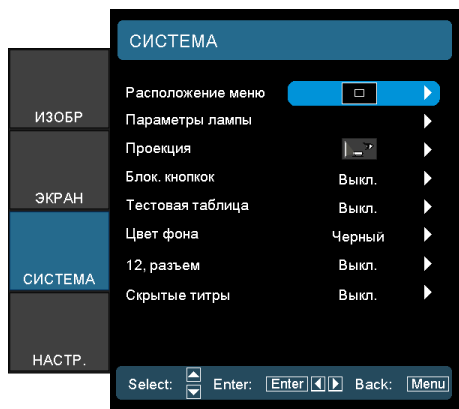 СИСТЕМА
ИЗОБР
ЭКРАН
СИСТЕМА
НАСТР.
Расположение меню
Параметры лампы
Проекция
Блок. кнопкок Выкл.
Тестовая таблица Выкл.
Цвет фона Черный
12, разъем Выкл.
Скрытые титры Выкл.
Select: Enter: Enter Back: Menu